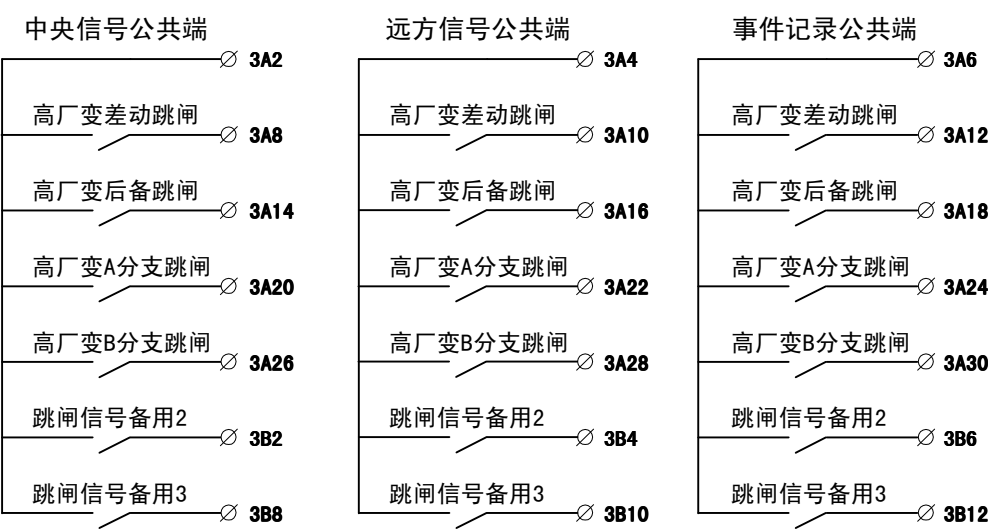 中央信号公共端
3A2
高厂变差动跳闸
3A8
高厂变后备跳闸
3A14
高厂变A分支跳闸
3A20
高厂变B分支跳闸
3A26
跳闸信号备用2
3B2
跳闸信号备用3
3B8
远方信号公共端
3A4
高厂变差动跳闸
3A10
高厂变后备跳闸
3A16
高厂变A分支跳闸
3A22
高厂变B分支跳闸
3A28
跳闸信号备用2
3B4
跳闸信号备用3
3B10
事件记录公共端
3A6
高厂变差动跳闸
3A12
高厂变后备跳闸
3A18
高厂变A分支跳闸
3A24
高厂变B分支跳闸
3A30
跳闸信号备用2
3B6
跳闸信号备用3
3B12